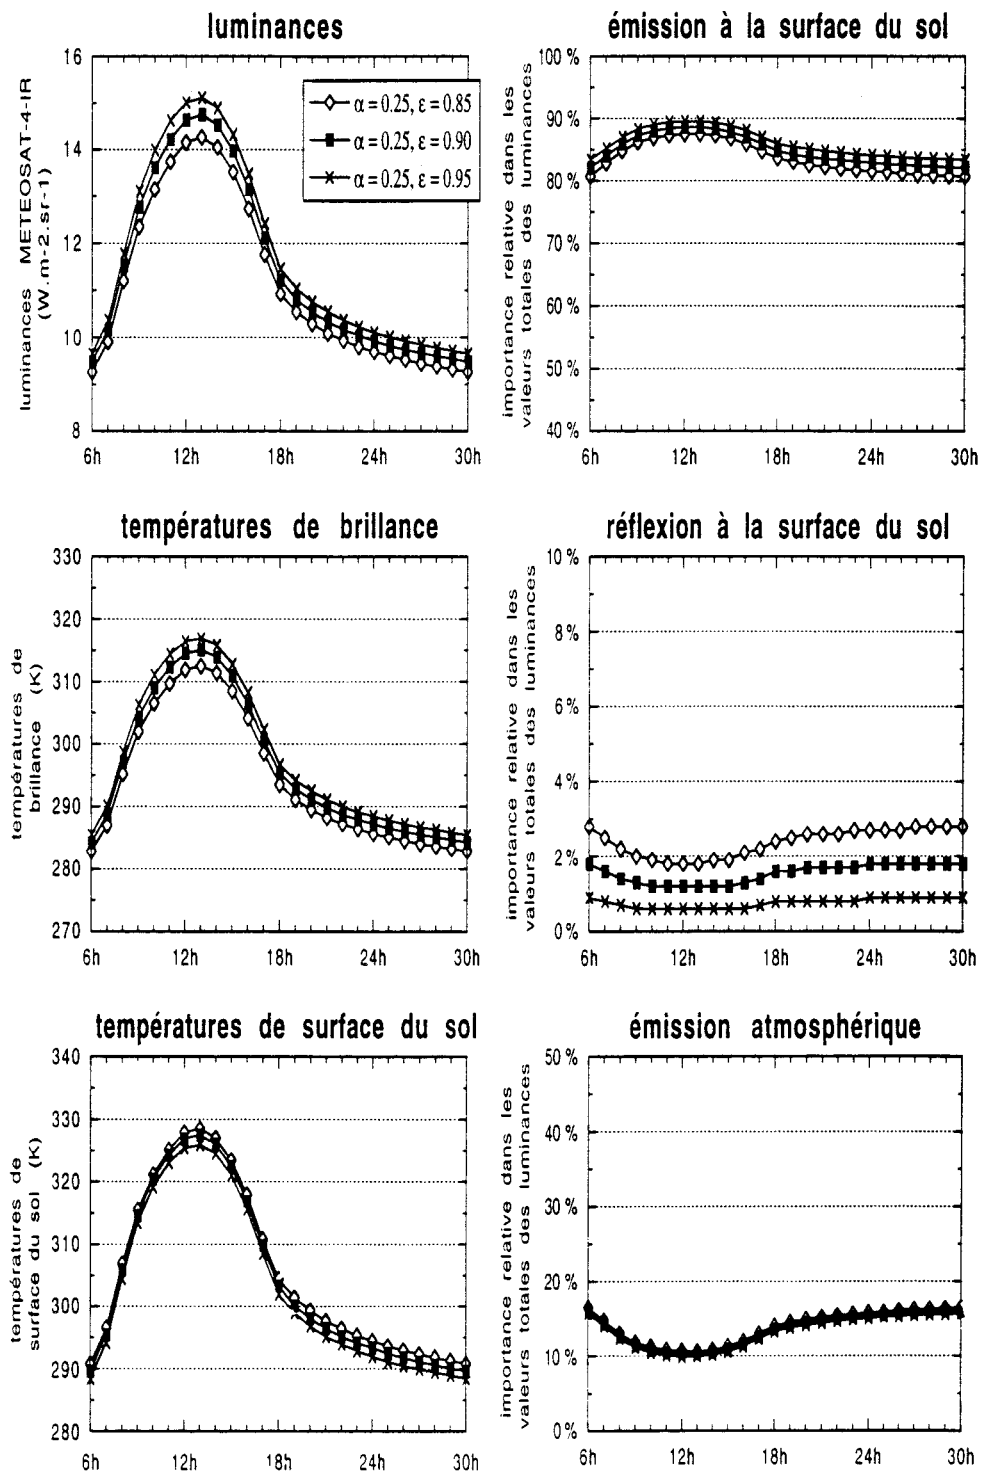 luminances
16
14
12
10
8
luminances METEOSAT-4-IR
(W.m-2.sr-1)
α = 0.25, ε = 0.85
α = 0.25, ε = 0.90
α = 0.25, ε = 0.95
6h 12h 18h 24h 30h
émission à la surface du sol
100 %
90 %
80 %
70 %
60 %
50 %
40 %
importance relative dans les
valeurs totales des luminances
6h 12h 18h 24h 30h
températures de brillance
330
320
310
300
290
280
270
températures de
brillance (K)
6h 12h 18h 24h 30h
réflexion à la surface du sol
10 %
8 %
6 %
4 %
2 %
0 %
importance relative dans les
valeurs totales des luminances
6h 12h 18h 24h 30h
températures de surface du sol
340
330
320
310
300
290
280
températures de
surface du sol (K)
6h 12h 18h 24h 30h
émission atmosphérique
50 %
40 %
30 %
20 %
10 %
0 %
importance relative dans les
valeurs totales des luminances
6h 12h 18h 24h 30h